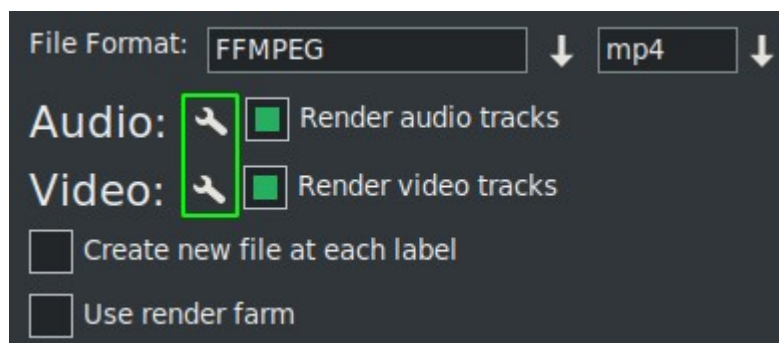 File Format: FFMPEG mp4
Audio: Render audio tracks
Video: Render video tracks
Create new file at each label
Use render farm